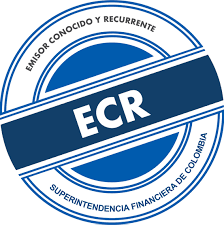 EMISOR CONOCIDO Y RECURRENTE
ECR
SUPERINTENDENCIA FINANCIERA DE COLOMBIA